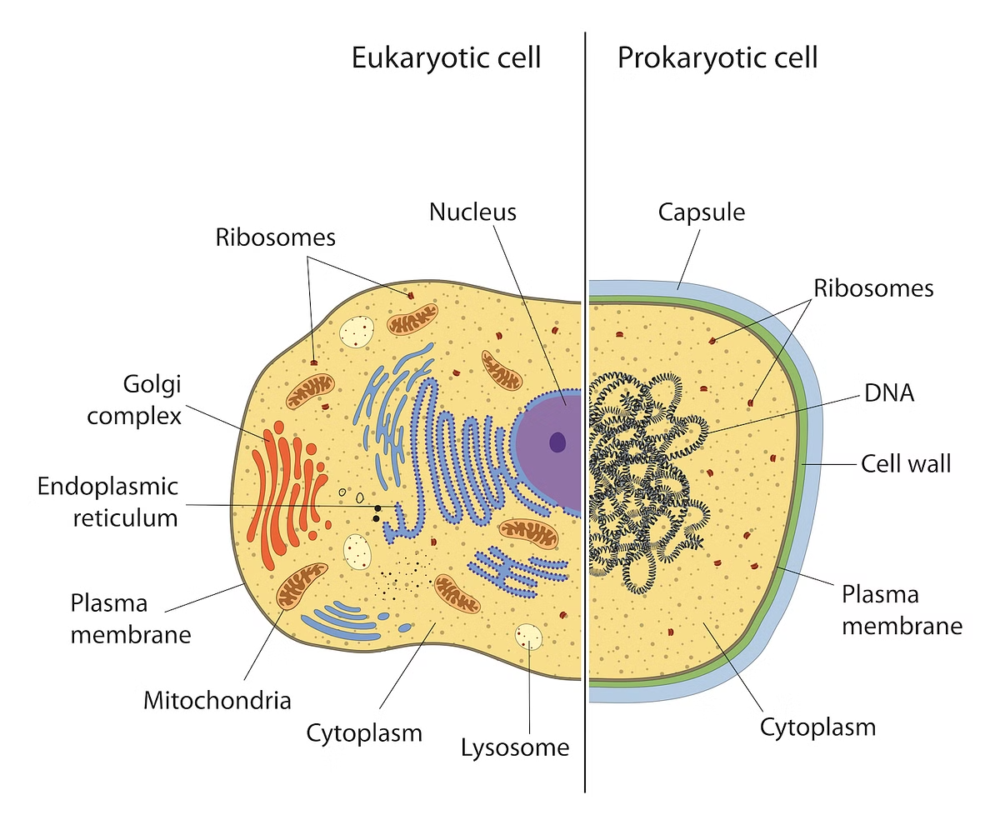 Eukaryotic cell
Prokaryotic cell
Nucleus
Ribosomes
Golgi
complex
Endoplasmic
reticulum
Plasma
membrane
Mitochondria
Cytoplasm
Lysosome
Capsule
Ribosomes
DNA
Cell wall
Plasma
membrane
Cytoplasm